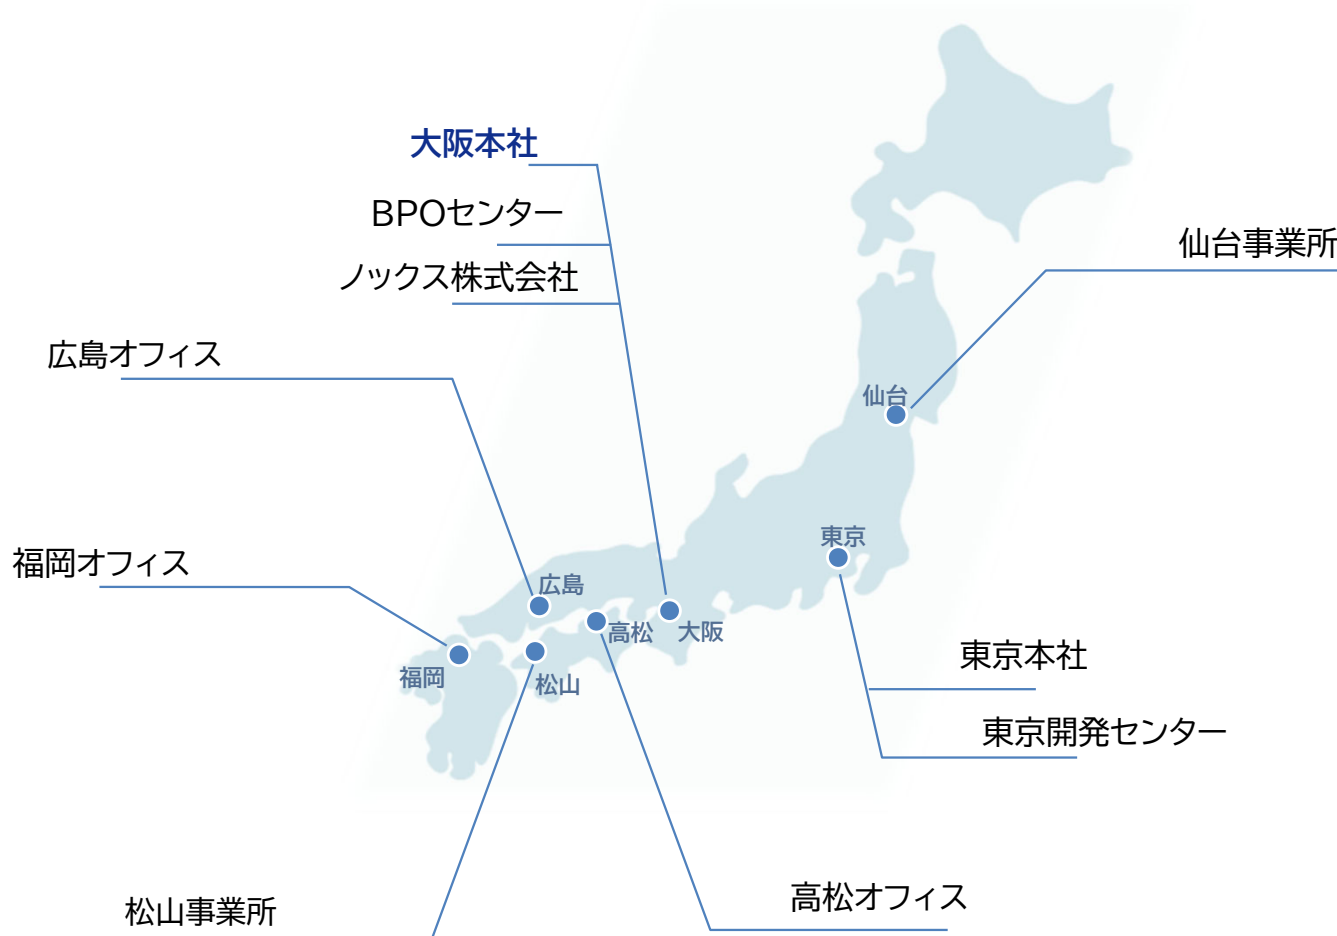 大阪本社
BPOセンター
ノックス株式会社
仙台事業所
広島オフィス
仙台
東京
福岡オフィス
広島
高松
大阪
福岡
松山
東京本社
東京開発センター
高松オフィス
松山事業所